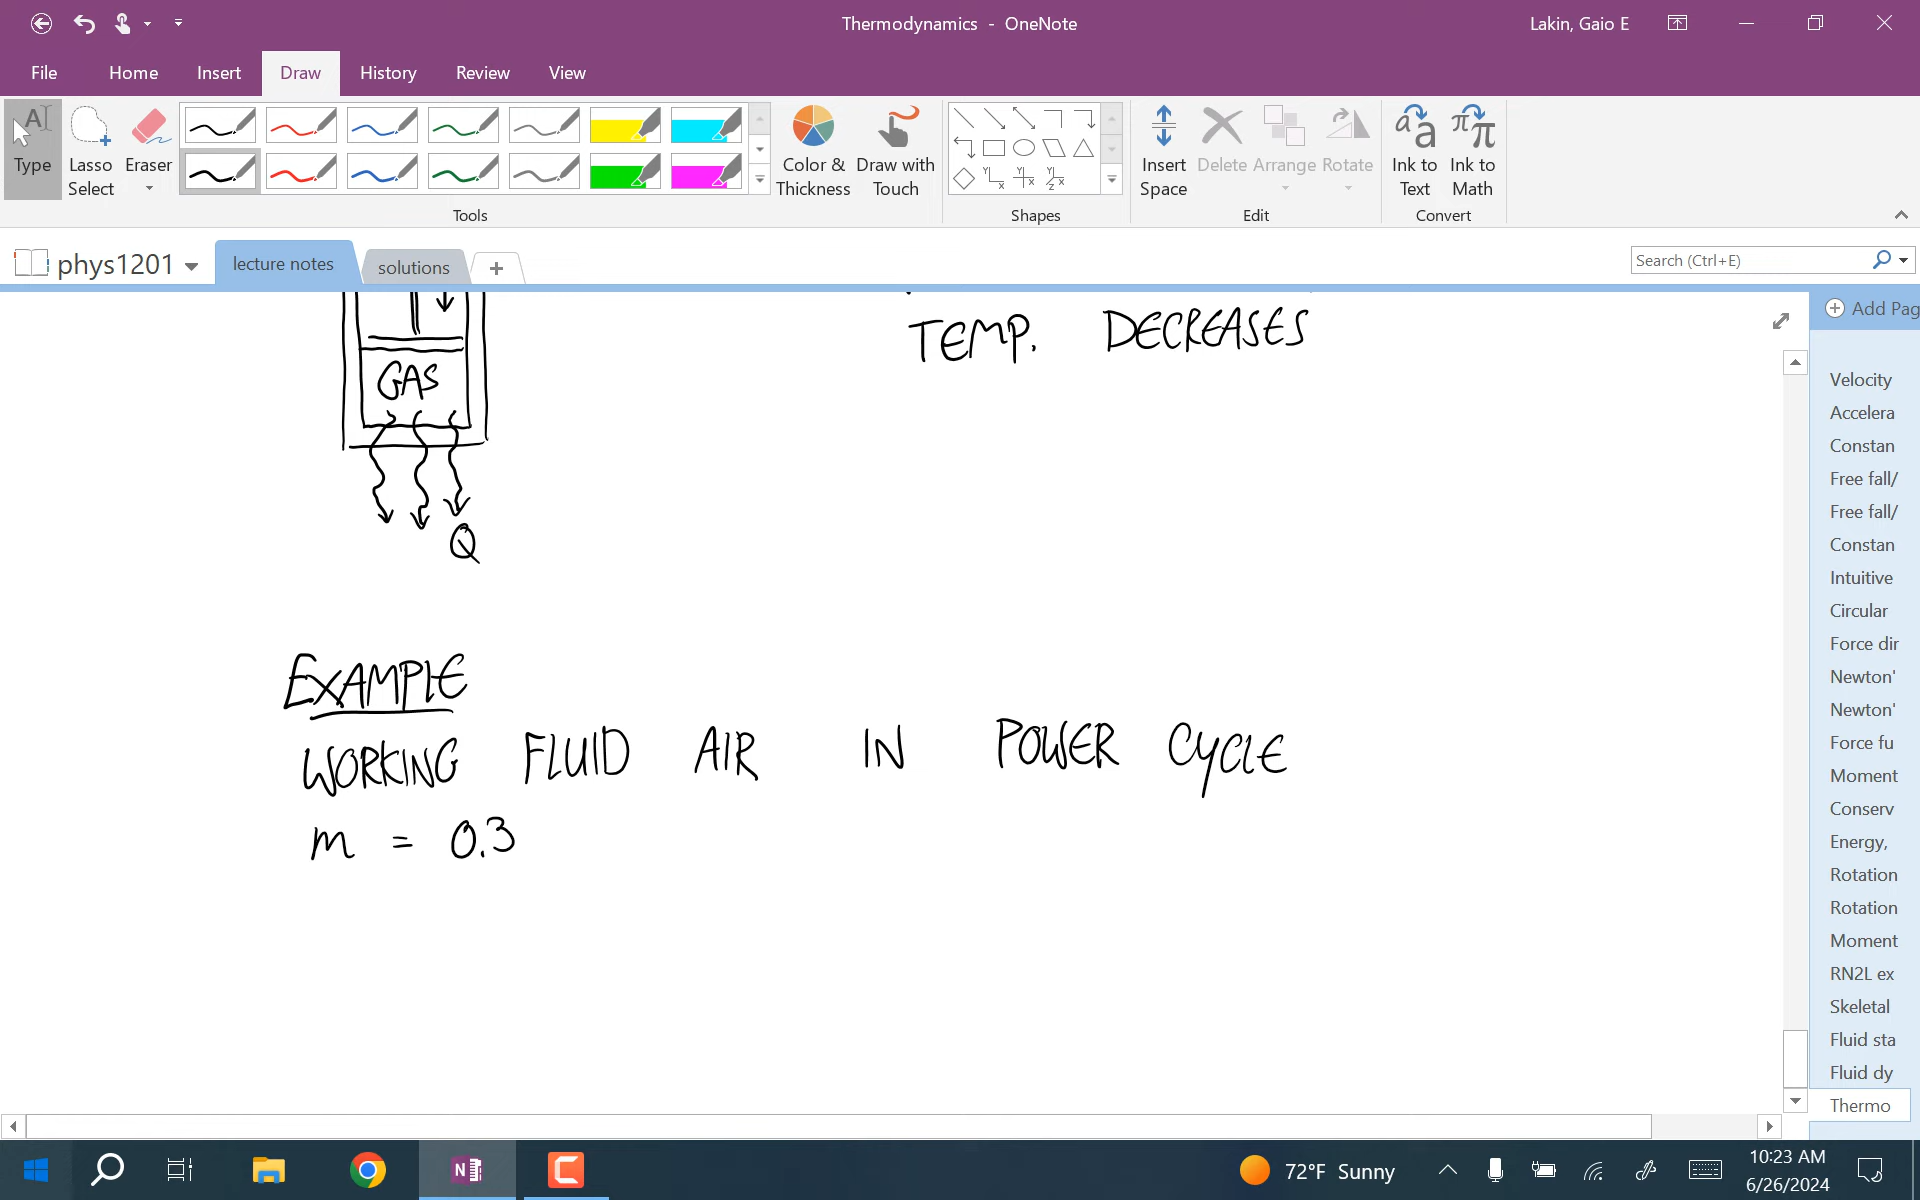 Thermodynamics - OneNote
Lakin, Gaio E
File Home Insert Draw History Review View
Type
Lasso Select
Eraser
Color & Thickness
Draw with Touch
Insert Space
Delete
Arrange
Rotate
Ink to Text
Ink to Math
Tools
Shapes
Edit
Convert
phys1201
lecture notes
solutions
Search (Ctrl+E)
Add Pag
TEMP. DECREASES
GAS
Q
EXAMPLE
WORKING FLUID AIR IN POWER CYCLE
m = 0.3
Velocity
Accelera
Constan
Free fall/
Free fall/
Constan
Intuitive
Circular
Force dir
Newton'
Newton'
Force fu
Moment
Conserv
Energy,
Rotation
Rotation
Moment
RN2L ex
Skeletal
Fluid sta
Fluid dy
Thermo
72°F Sunny
10:23 AM
6/26/2024